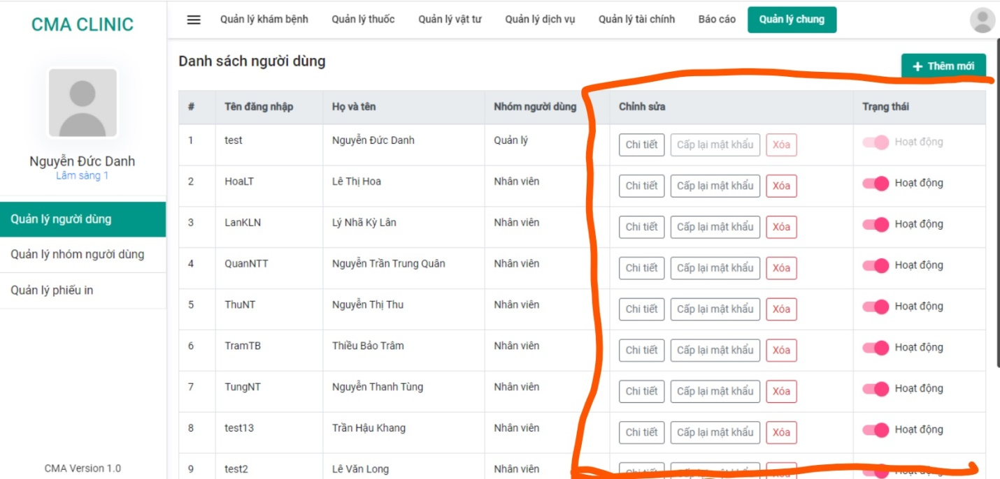 CMA CLINIC
Quản lý khám bệnh Quản lý thuốc Quản lý vật tư Quản lý dịch vụ Quản lý tài chính Báo cáo Quản lý chung
Nguyễn Đức Danh
Lâm sàng 1
Quản lý người dùng
Quản lý nhóm người dùng
Quản lý phiếu in
CMA Version 1.0
Danh sách người dùng
+ Thêm mới
# Tên đăng nhập Họ và tên Nhóm người dùng Chỉnh sửa Trạng thái
1 test Nguyễn Đức Danh Quản lý Chi tiết Cấp lại mật khẩu Xóa Hoạt động
2 HoaLT Lê Thị Hoa Nhân viên Chi tiết Cấp lại mật khẩu Xóa Hoạt động
3 LanKLN Lý Nhã Kỳ Lân Nhân viên Chi tiết Cấp lại mật khẩu Xóa Hoạt động
4 QuanNTT Nguyễn Trần Trung Quân Nhân viên Chi tiết Cấp lại mật khẩu Xóa Hoạt động
5 ThuNT Nguyễn Thị Thu Nhân viên Chi tiết Cấp lại mật khẩu Xóa Hoạt động
6 TramTB Thiều Bảo Trâm Nhân viên Chi tiết Cấp lại mật khẩu Xóa Hoạt động
7 TungNT Nguyễn Thanh Tùng Nhân viên Chi tiết Cấp lại mật khẩu Xóa Hoạt động
8 test13 Trần Hậu Khang Nhân viên Chi tiết Cấp lại mật khẩu Xóa Hoạt động
9 test2 Lê Văn Long Nhân viên